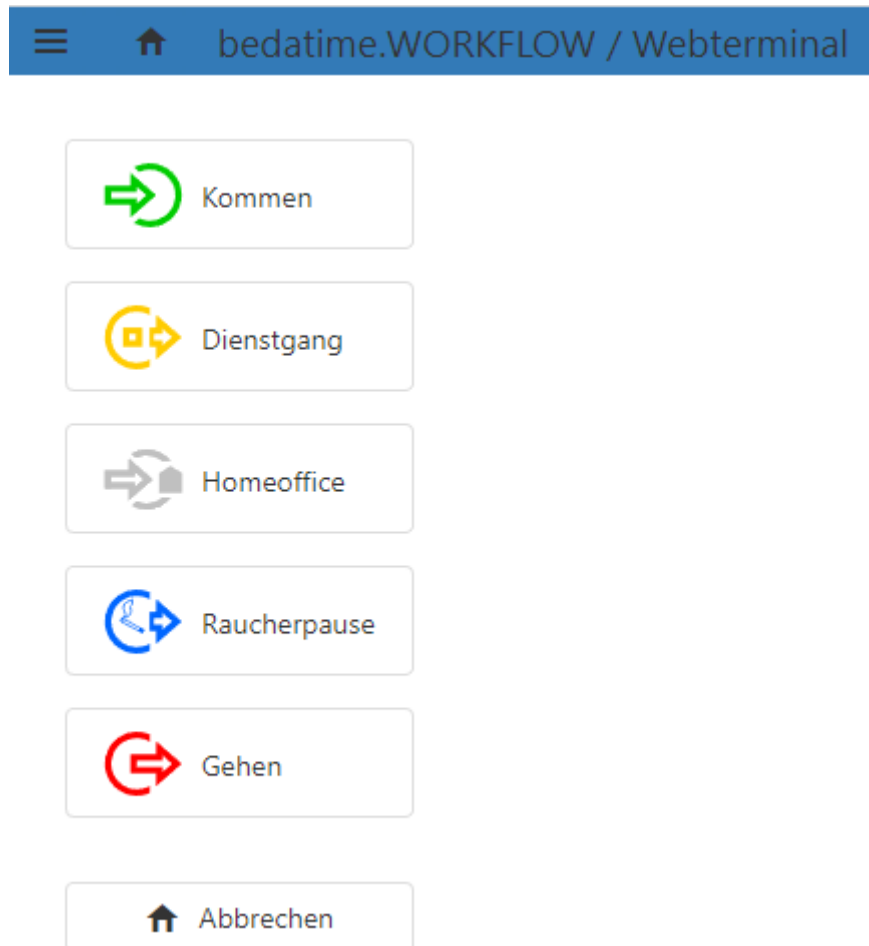 bedatime.WORKFLOW / Webterminal
Kommen
Dienstgang
Homeoffice
Raucherpause
Gehen
Abbrechen